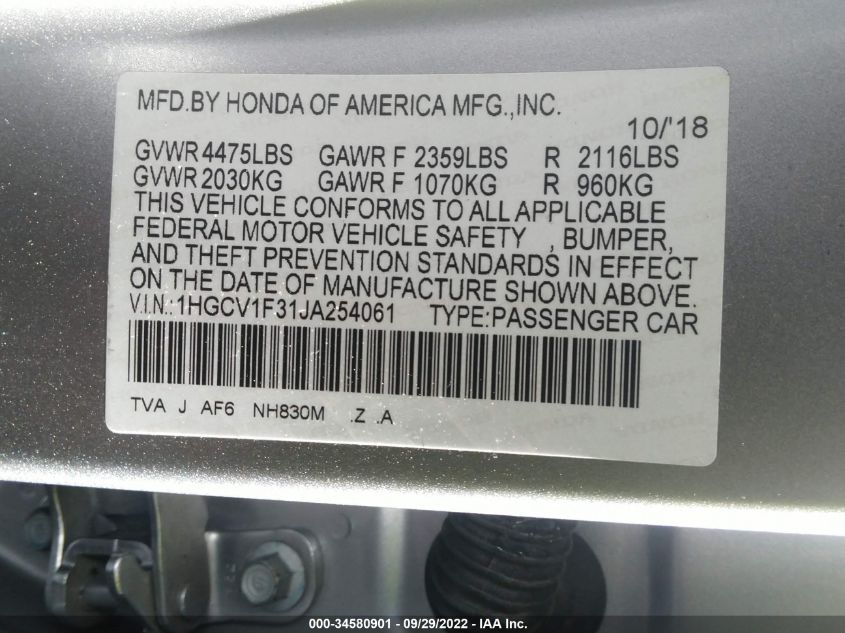 MFD.BY HONDA OF AMERICA MFG.,INC.
10/'18
GVWR 4475LBS GAWR F 2359LBS R 2116LBS
GVWR 2030KG GAWR F 1070KG R 960KG
THIS VEHICLE CONFORMS TO ALL APPLICABLE
FEDERAL MOTOR VEHICLE SAFETY , BUMPER,
AND THEFT PREVENTION STANDARDS IN EFFECT
ON THE DATE OF MANUFACTURE SHOWN ABOVE.
V.I.N.:1HGCV1F31JA254061 TYPE:PASSENGER CAR
TVA J AF6 NH830M .Z .A
000-34580901 - 09/29/2022 - IAA Inc.